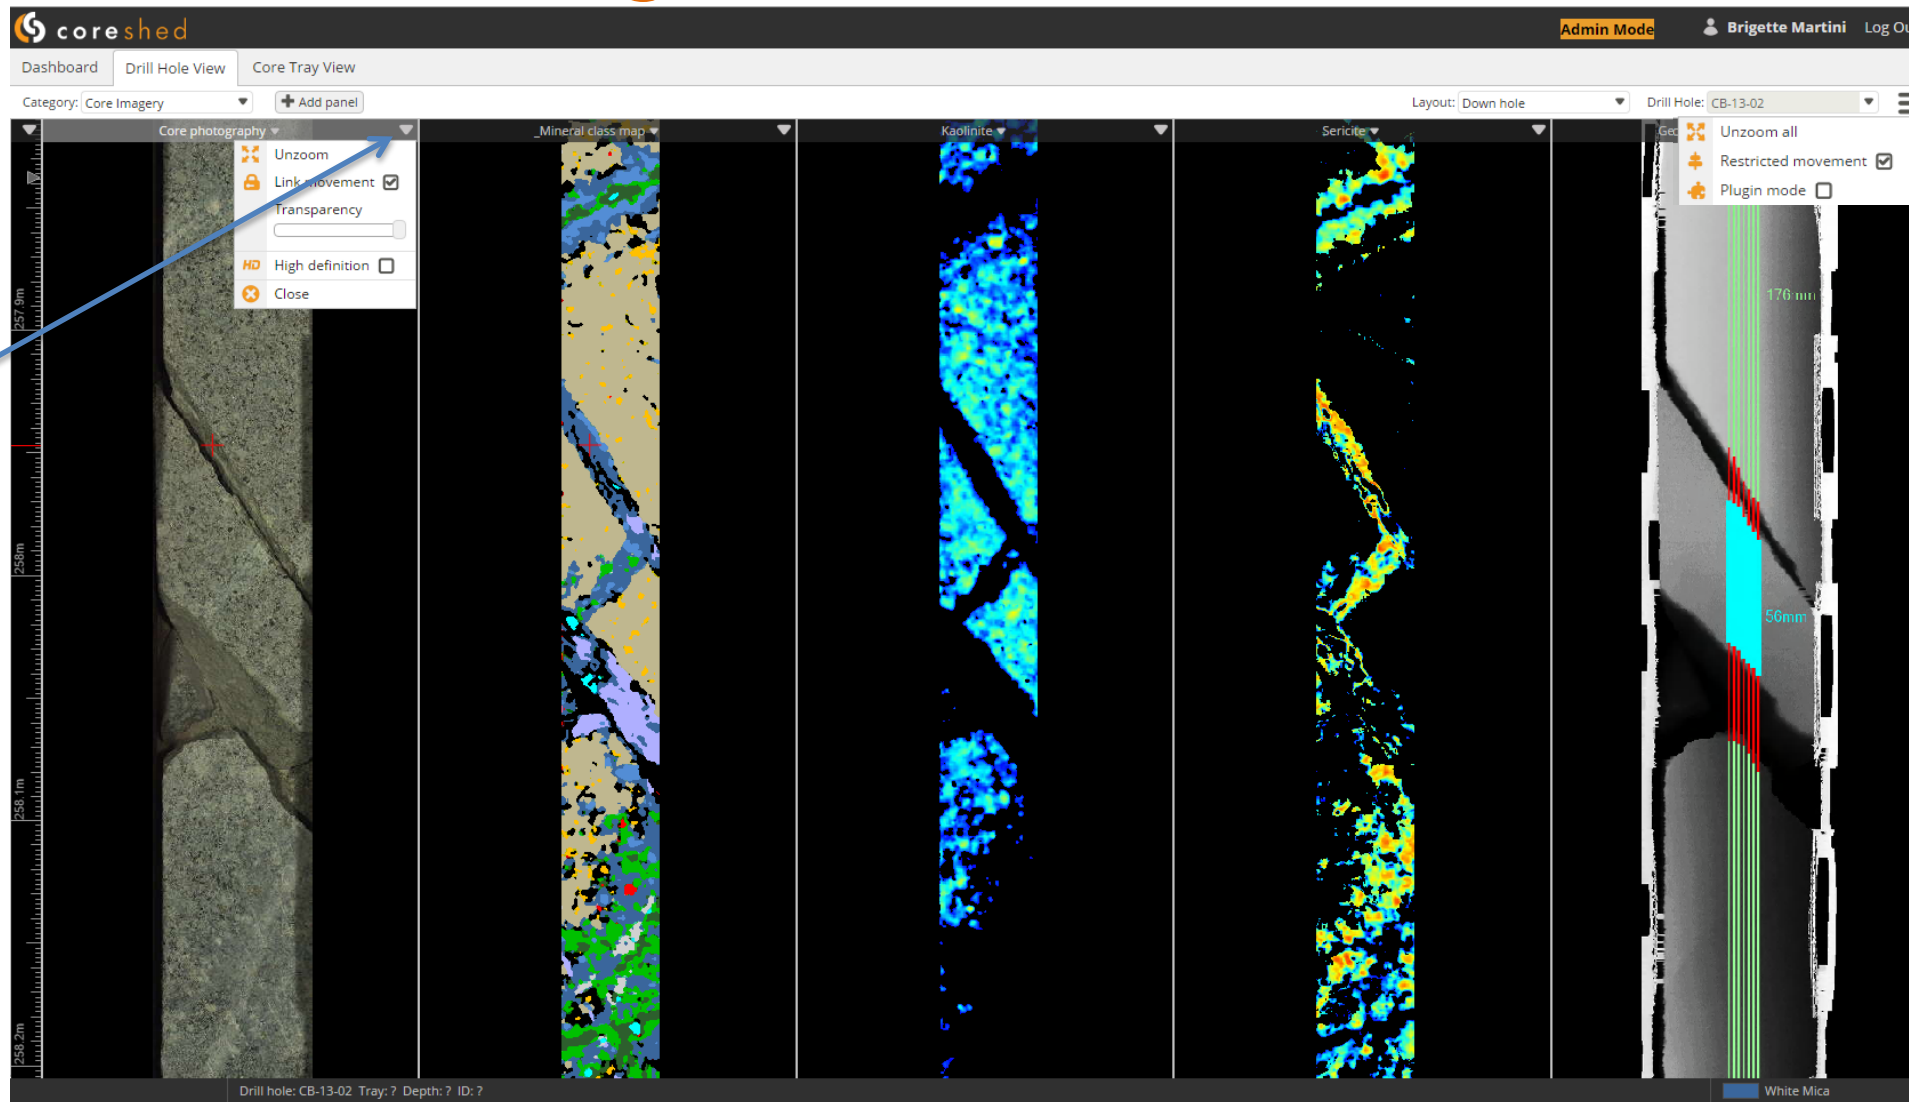 coreshed
Admin Mode
Brigette Martini
Log Ou
Dashboard
Drill Hole View
Core Tray View
Category: Core Imagery
Add panel
Layout: Down hole
Drill Hole: CB-13-02
Core photography
_Mineral class map
Kaolinite
Sericite
Geo
Unzoom
Link movement
Transparency
HD High definition
Close
Unzoom all
Restricted movement
Plugin mode
257.9m
258m
258.1m
258.2m
176mm
56mm
Drill hole: CB-13-02 Tray: ? Depth: ? ID: ?
White Mica